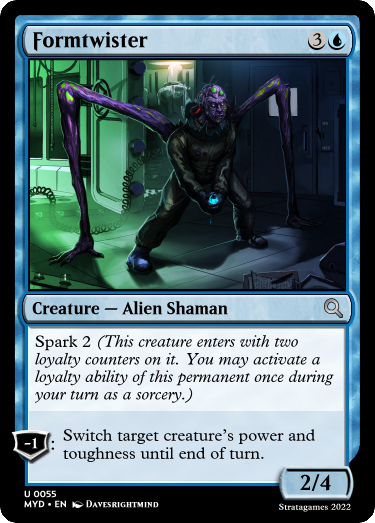 Formtwister 3
Creature — Alien Shaman
Spark 2 (This creature enters with two
loyalty counters on it. You may activate a
loyalty ability of this permanent once during
your turn as a sorcery.)
-1: Switch target creature's power and
toughness until end of turn.
2/4
U 0055
MYD • EN Davesrightmind
Stratagames 2022